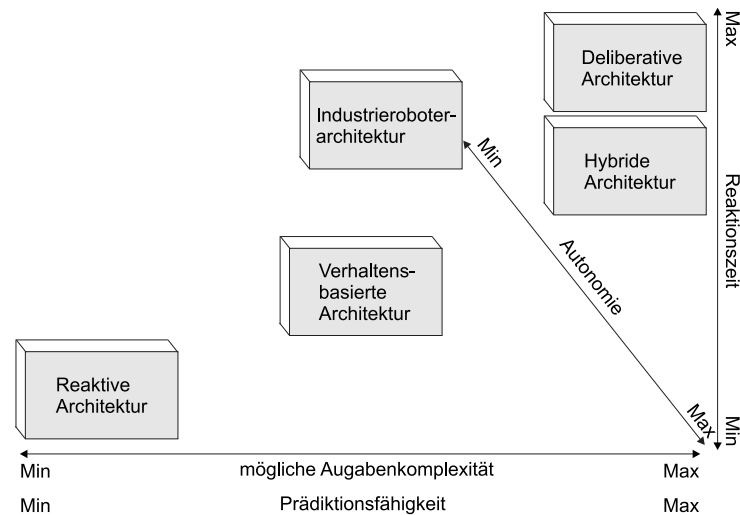 Max
Deliberative
Architektur
Industrieroboter-
architektur
Min
Hybride
Architektur
Reaktionszeit
Autonomie
Verhaltens-
basierte
Architektur
Reaktive
Architektur
Max
Min
Min mögliche Augabenkomplexität Max
Min Prädiktionsfähigkeit Max